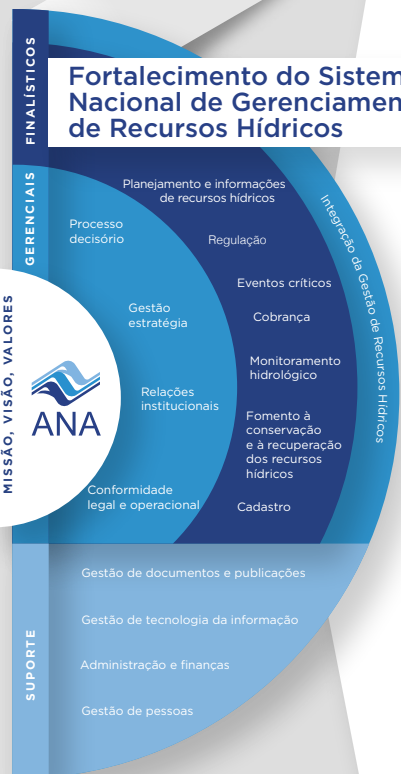 FINALÍSTICOS
Fortalecimento do Sistem
Nacional de Gerenciamen
de Recursos Hídricos
GERENCIAIS
Planejamento e informações
de recursos hídricos
Integração da Gestão de Recursos Hídricos
Processo
decisório
Regulação
Eventos críticos
Gestão
estratégia
Cobrança
MISSÃO, VISÃO, VALORES
ANA
Monitoramento
hidrológico
Relações
institucionais
Fomento à
conservação
e à recuperação
dos recursos
hídricos
Conformidade
legal e operacional
Cadastro
SUPORTE
Gestão de documentos e publicações
Gestão de tecnologia da informação
Administração e finanças
Gestão de pessoas